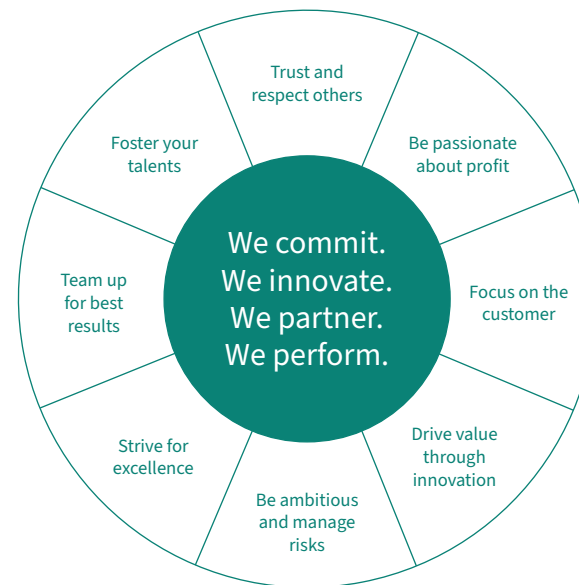 Trust and
respect others
Be passionate
about profit
Focus on the
customer
Drive value
through
innovation
Be ambitious
and manage
risks
Strive for
excellence
Team up
for best
results
Foster your
talents
We commit.
We innovate.
We partner.
We perform.